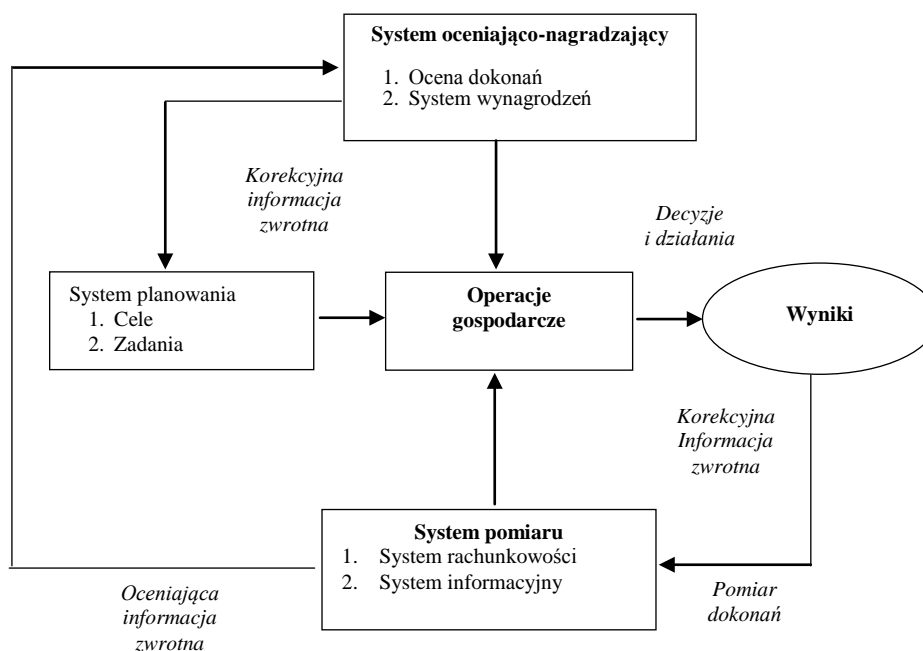 System oceniająco-nagradzający
1. Ocena dokonań
2. System wynagrodzeń
Korekcyjna
informacja
zwrotna
Decyzje
i działania
System planowania
1. Cele
2. Zadania
Operacje
gospodarcze
Wyniki
Korekcyjna
Informacja
zwrotna
System pomiaru
1. System rachunkowości
2. System informacyjny
Oceniająca
informacja
zwrotna
Pomiar
dokonań